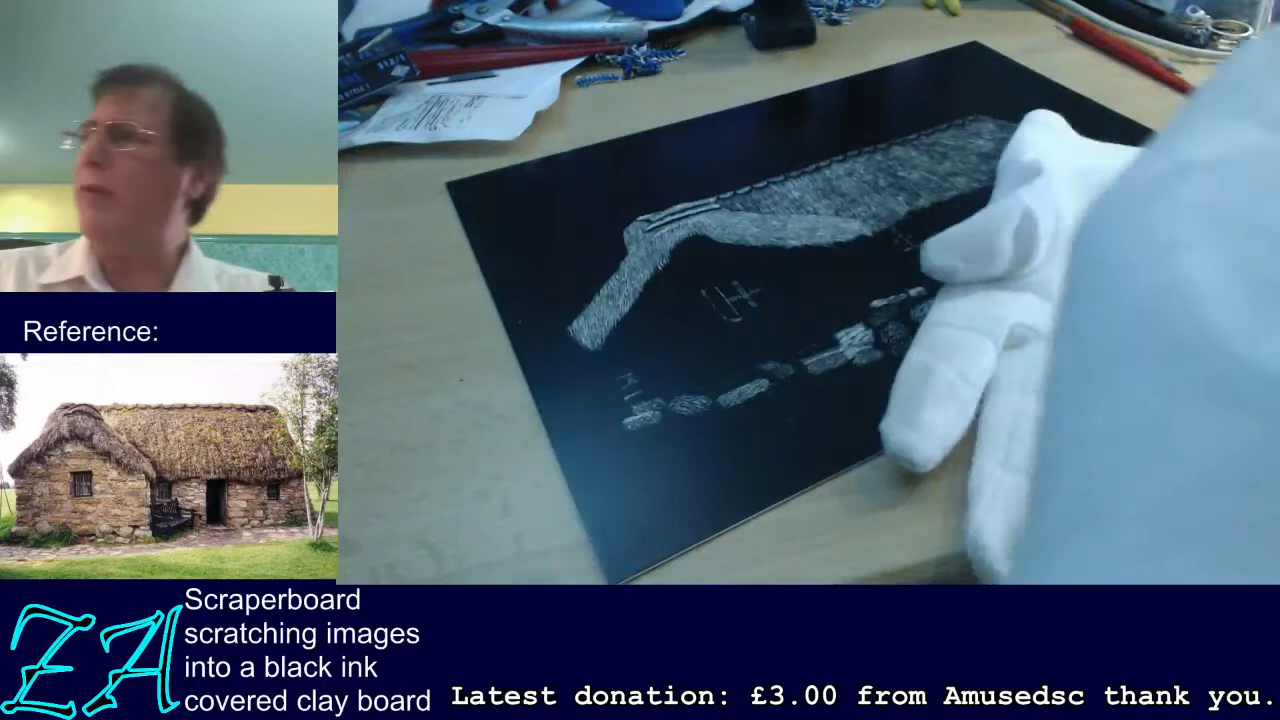 Reference:
ZA
Scraperboard
scratching images
into a black ink
covered clay board
Latest donation: £3.00 from Amusedsc thank you.